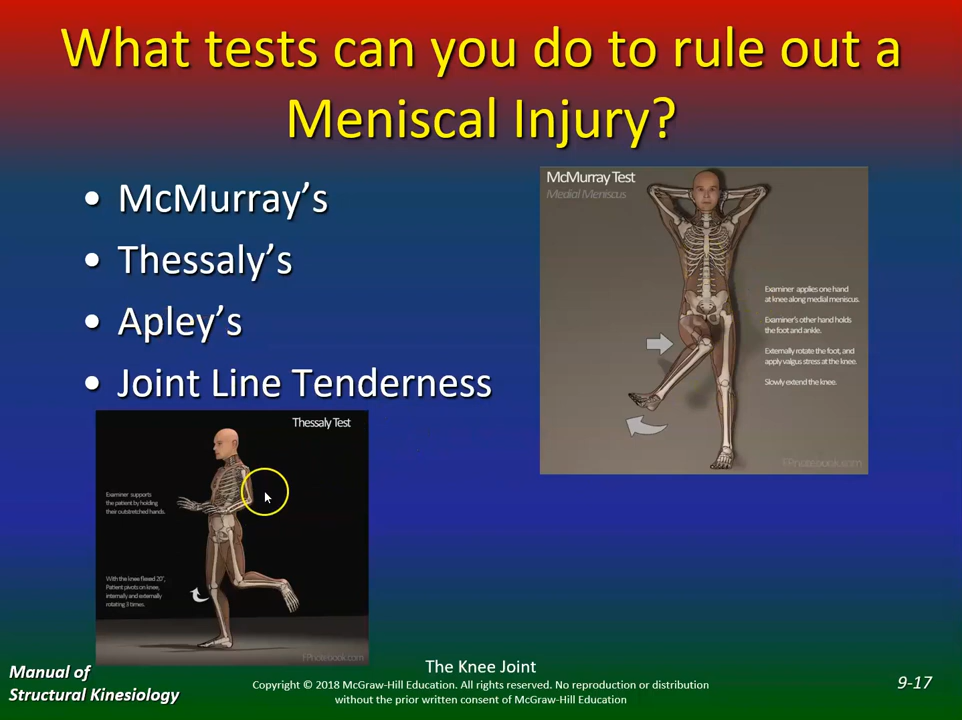 What tests can you do to rule out a
Meniscal Injury?
• McMurray's
• Thessaly's
• Apley's
• Joint Line Tenderness
McMurray Test
Medial Meniscus
Examiner applies one hand
at knee along medial meniscus.
Examiner's other hand holds
the foot and ankle.
Externally rotate the foot, and
apply valgus stress at the knee.
Slowly extend the knee.
FPnotebook.com
Thessaly Test
Examiner supports
the patient by holding
their outstretched hands.
With the knee flexed 20°,
Patient pivots on knee,
internally and externally
rotating 3 times.
FPnotebook.com
Manual of
Structural Kinesiology
The Knee Joint
Copyright © 2018 McGraw-Hill Education. All rights reserved. No reproduction or distribution
without the prior written consent of McGraw-Hill Education
9-17